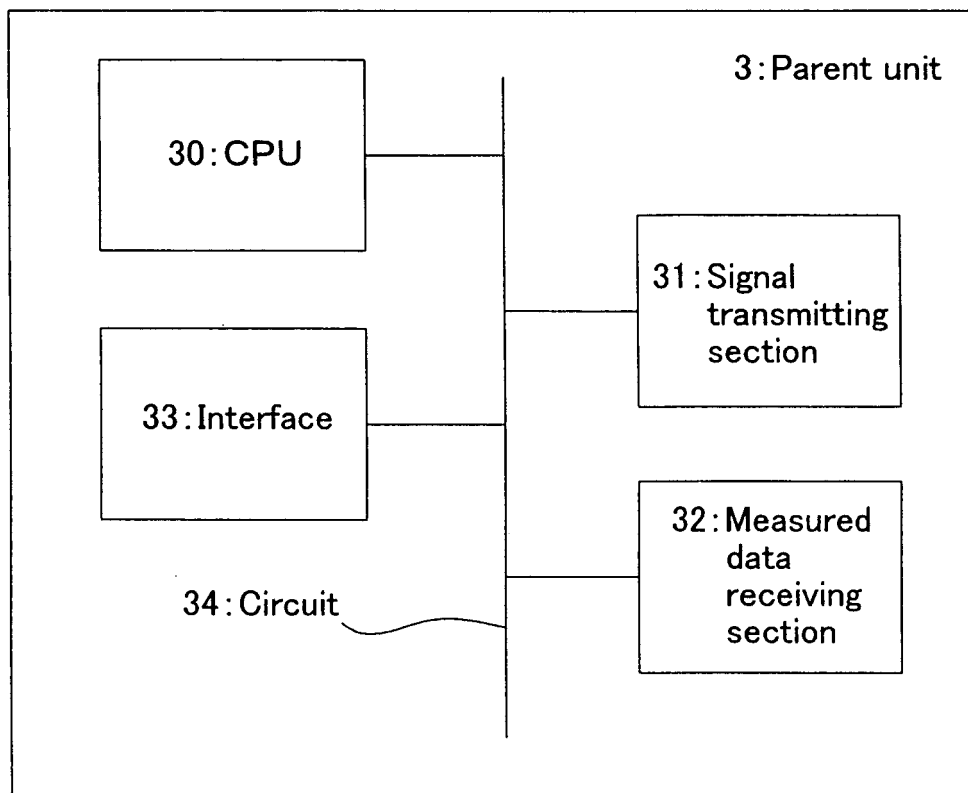 3:Parent unit
30:CPU
31:Signal
transmitting
section
33:Interface
32:Measured
data
receiving
section
34:Circuit